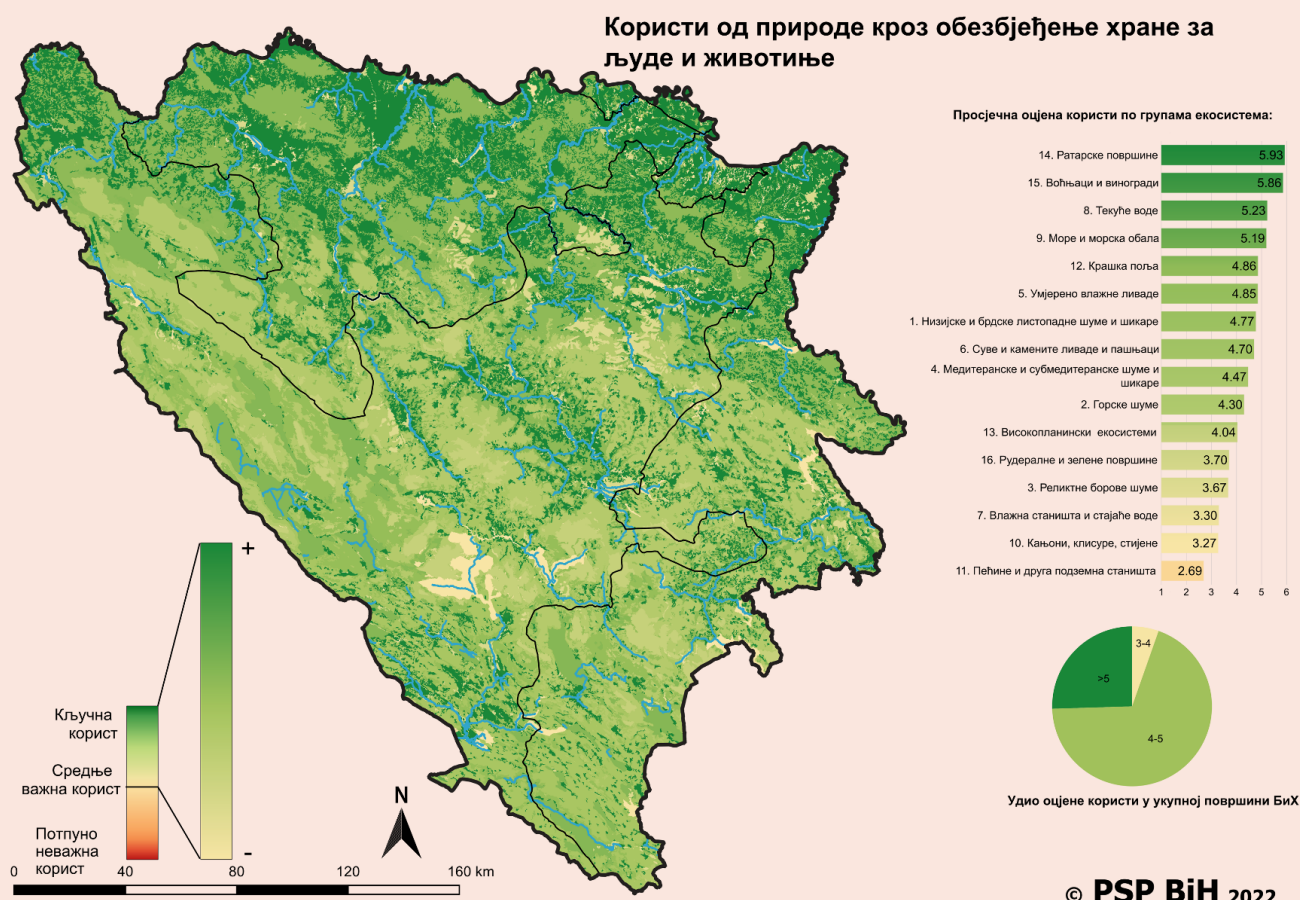 Користи од природе кроз обезбјеђење хране за
људе и животиње
Просјечна оцјена користи по групама екосистема:
14. Ратарске површине 5.93
15. Воћњаци и виногради 5.86
8. Текуће воде 5.23
9. Море и морска обала 5.19
12. Крашка поља 4.86
5. Умјерено влажне ливаде 4.85
1. Низијске и брдске листопадне шуме и шикаре 4.77
6. Суве и камените ливаде и пашњаци 4.70
4. Медитеранске и субмедитеранске шуме и
шикаре 4.47
2. Горске шуме 4.30
13. Високопланински екосистеми 4.04
16. Рудералне и зелене површине 3.70
3. Реликтне борове шуме 3.67
7. Влажна станишта и стајаће воде 3.30
10. Кањони, клисуре, стијене 3.27
11. Пећине и друга подземна станишта 2.69
1 2 3 4 5 6
3-4
>5
4-5
Удио оцјене користи у укупној површини БиХ
+
-
Кључна
корист
Средње
важна корист
Потпуно
неважна
корист
N
0 40 80 120 160 km
© PSP BiH 2022